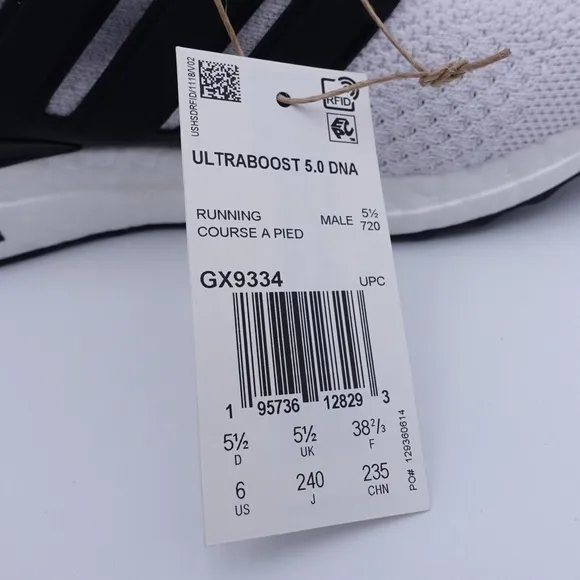 USHSDRFID/1118/V02
RFID
EPC
ULTRABOOST 5.0 DNA
RUNNING
COURSE A PIED
MALE 5½
720
GX9334 UPC
1 95736 12829 3
5½ 5½ 38²/₃
D UK F
6 240 235
US J CHN
PO# 129360614